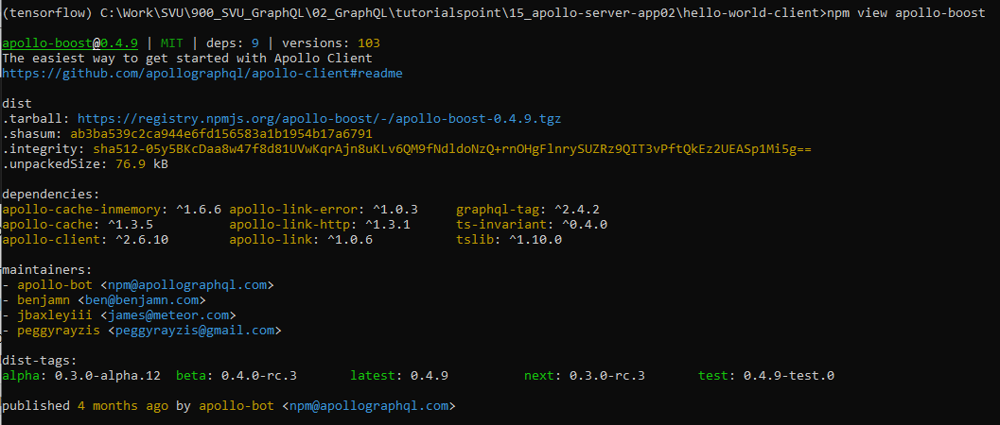 (tensorflow) C:\Work\SVU\900_SVU_GraphQL\02_GraphQL\tutorialspoint\15_apollo-server-app02\hello-world-client>npm view apollo-boost
apollo-boost@0.4.9 | MIT | deps: 9 | versions: 103
The easiest way to get started with Apollo Client
https://github.com/apollographql/apollo-client#readme
dist
.tarball: https://registry.npmjs.org/apollo-boost/-/apollo-boost-0.4.9.tgz
.shasum: ab3ba539c2ca944e6fd156583a1b1954b17a6791
.integrity: sha512-05y5BKcDaa8w47f8d81UVwKqrAjn8uKLv6QM9fNdldoNzQ+rnOHgFlnrySUZRz9QIT3vPftQkEz2UEASp1Mi5g==
.unpackedSize: 76.9 kB
dependencies:
apollo-cache-inmemory: ^1.6.6 apollo-link-error: ^1.0.3 graphql-tag: ^2.4.2
apollo-cache: ^1.3.5 apollo-link-http: ^1.3.1 ts-invariant: ^0.4.0
apollo-client: ^2.6.10 apollo-link: ^1.0.6 tslib: ^1.10.0
maintainers:
- apollo-bot <npm@apollographql.com>
- benjamn <ben@benjamn.com>
- jbaxleyiii <james@meteor.com>
- peggyrayzis <peggyrayzis@gmail.com>
dist-tags:
alpha: 0.3.0-alpha.12 beta: 0.4.0-rc.3 latest: 0.4.9 next: 0.3.0-rc.3 test: 0.4.9-test.0
published 4 months ago by apollo-bot <npm@apollographql.com>